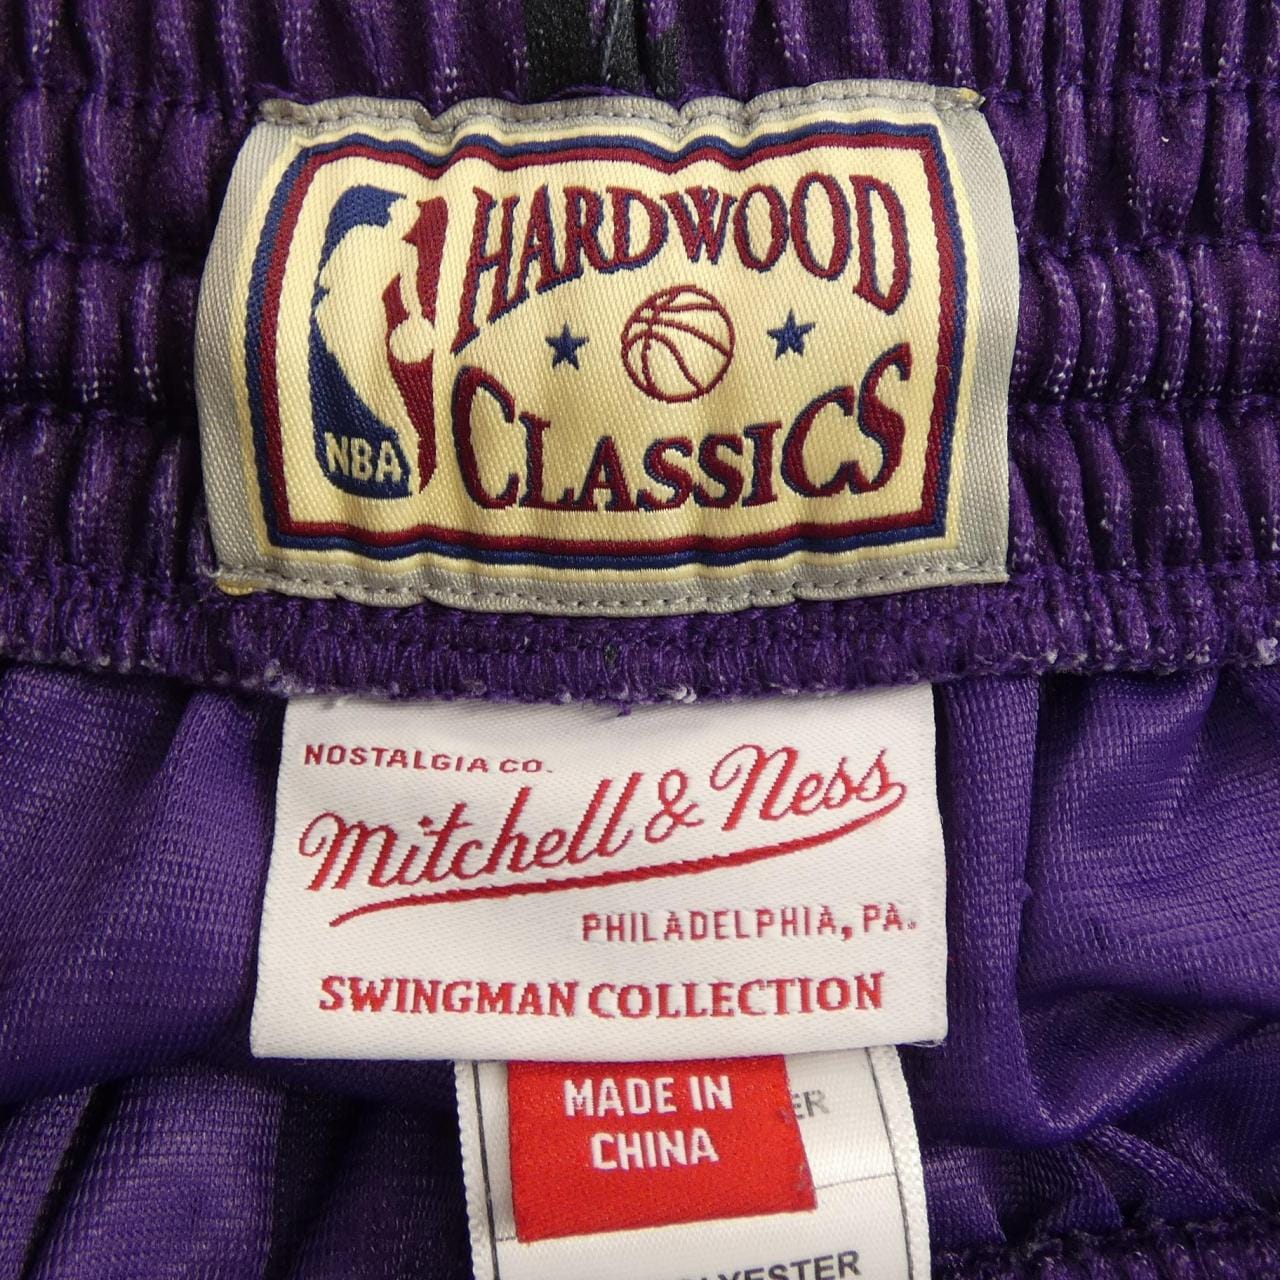 HARDWOOD
CLASSICS
NBA
NOSTALGIA CO.
Mitchell & Ness
PHILADELPHIA, PA.
SWINGMAN COLLECTION
MADE IN
CHINA